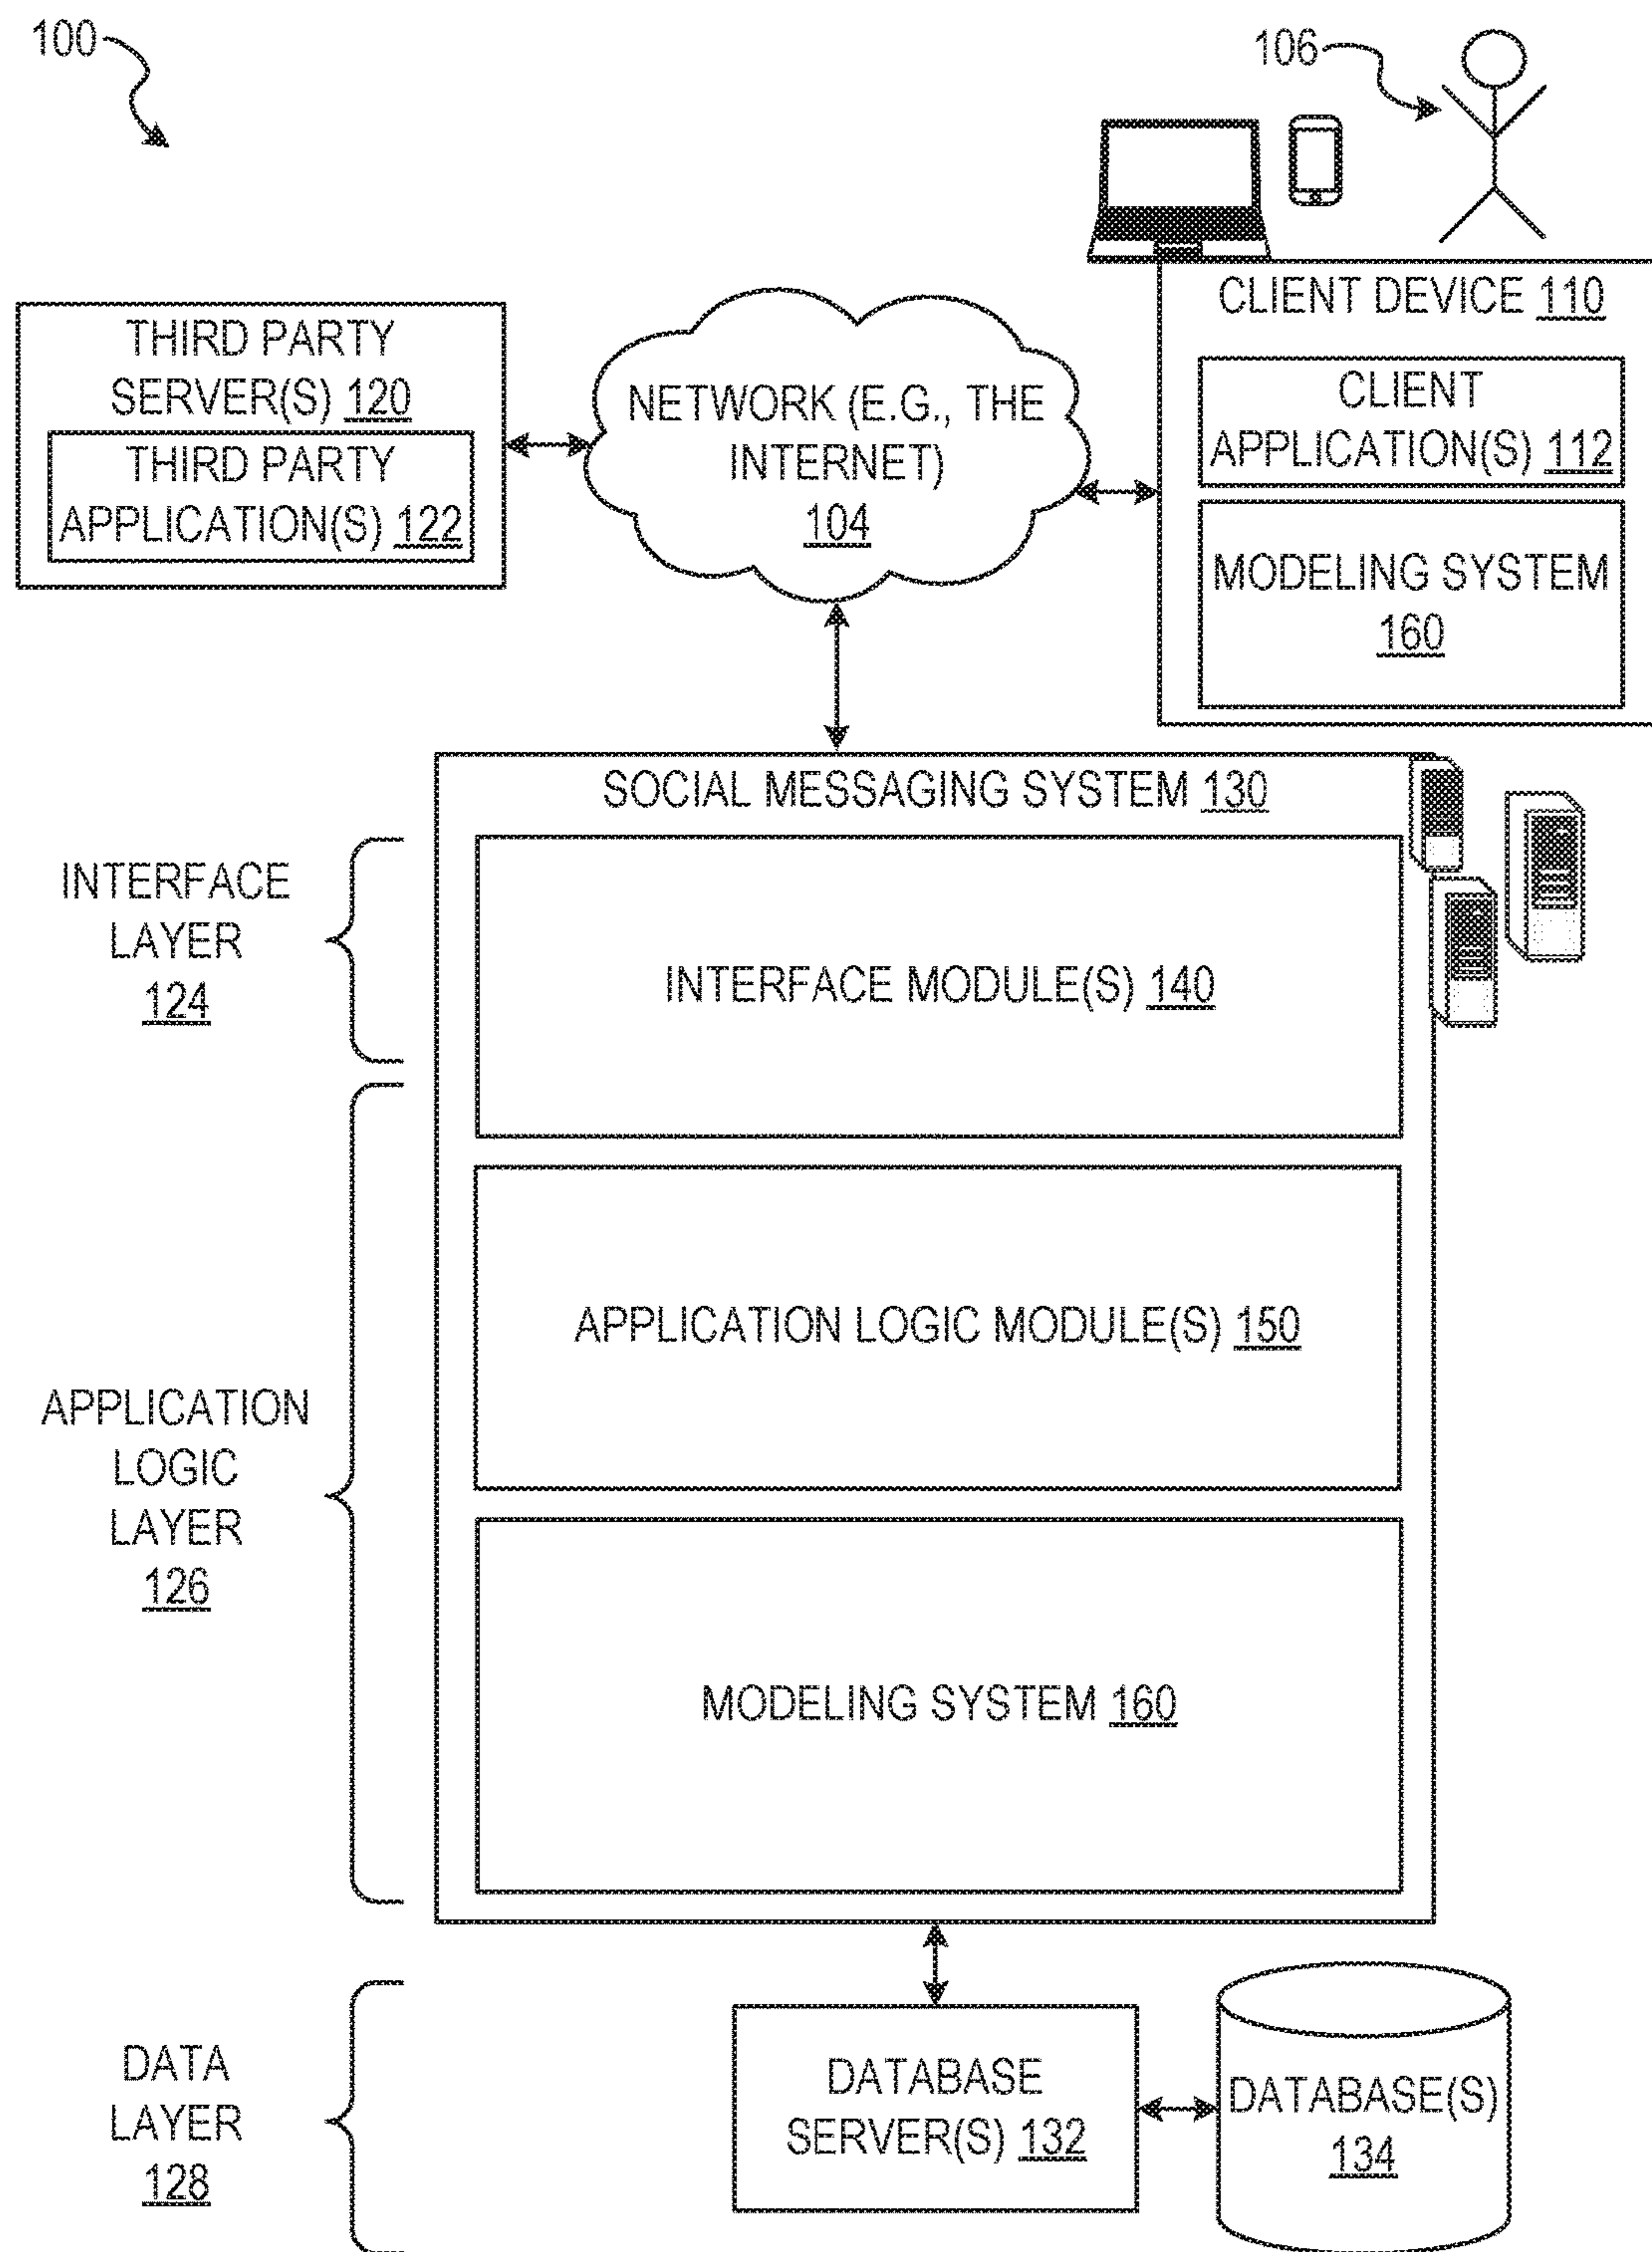 100
106
CLIENT DEVICE 110
THIRD PARTY
SERVER(S) 120
THIRD PARTY
APPLICATION(S) 122
NETWORK (E.G., THE
INTERNET)
104
CLIENT
APPLICATION(S) 112
MODELING SYSTEM
160
SOCIAL MESSAGING SYSTEM 130
INTERFACE
LAYER
124
INTERFACE MODULE(S) 140
APPLICATION LOGIC MODULE(S) 150
APPLICATION
LOGIC
LAYER
126
MODELING SYSTEM 160
DATA
LAYER
128
DATABASE
SERVER(S) 132
DATABASE(S)
134